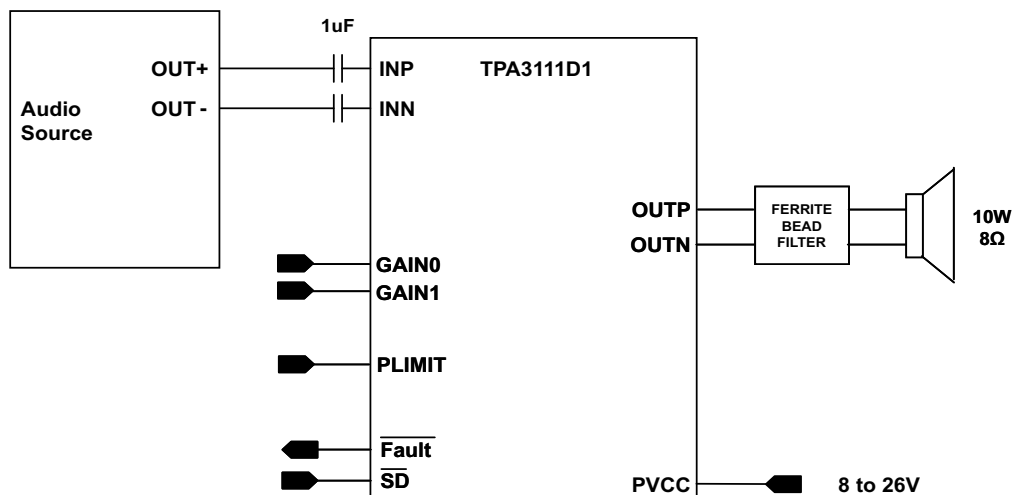 1uF
OUT+
INP
TPA3111D1
OUT -
INN
Audio
Source
OUTP
OUTN
FERRITE
BEAD
FILTER
10W
8Ω
GAIN0
GAIN1
PLIMIT
Fault
SD
PVCC
8 to 26V